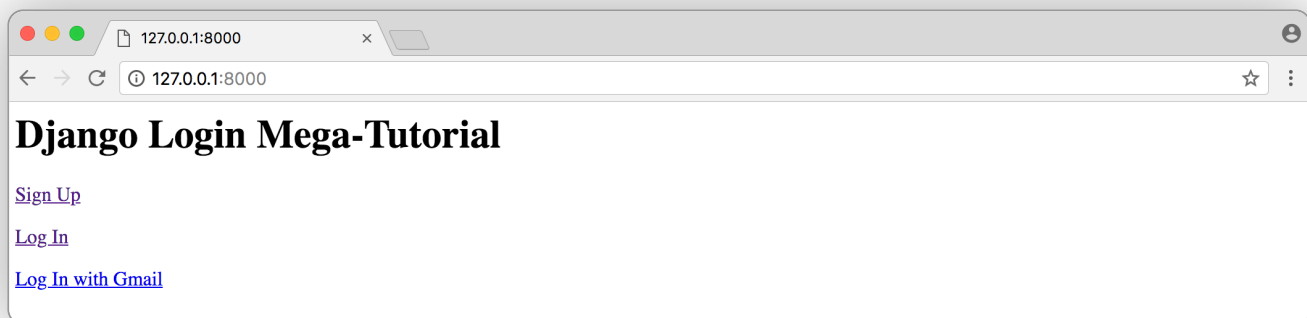 127.0.0.1:8000
127.0.0.1:8000
Django Login Mega-Tutorial
Sign Up
Log In
Log In with Gmail